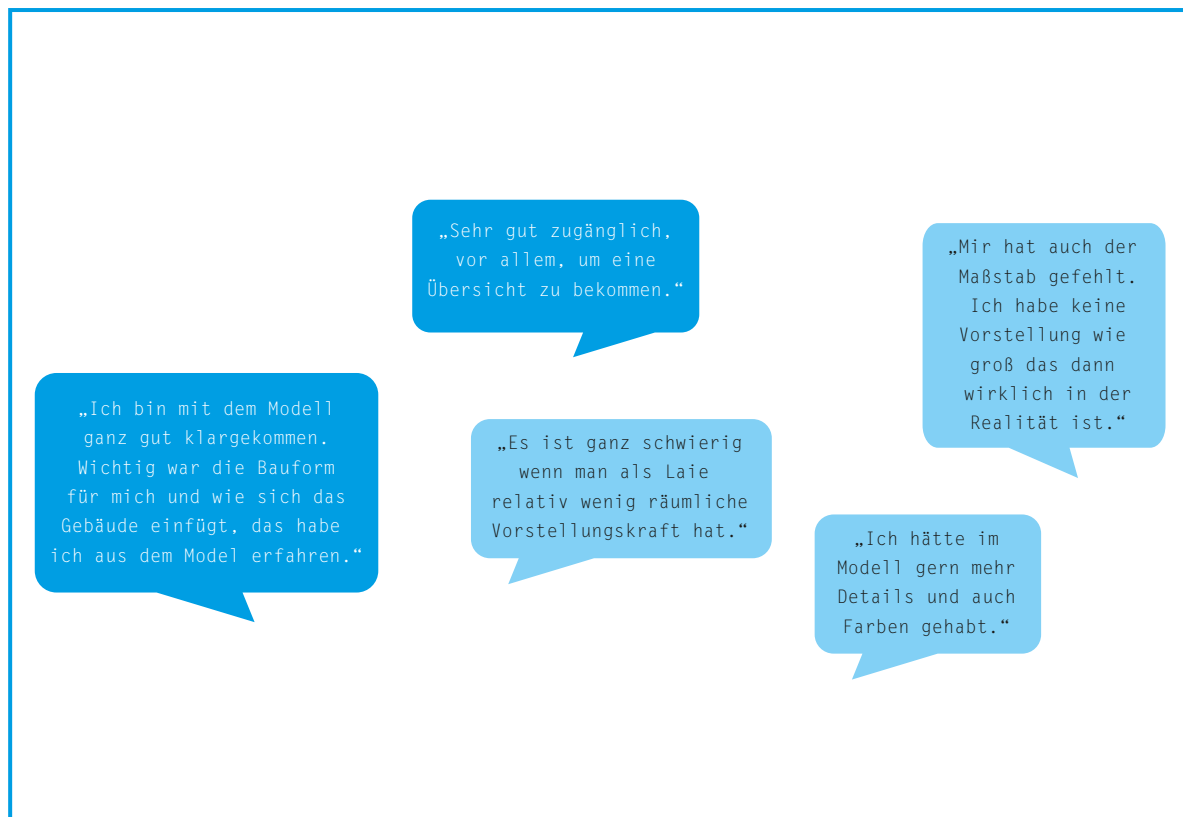 „Sehr gut zugänglich,
vor allem, um eine
Übersicht zu bekommen.“
„Mir hat auch der
Maßstab gefehlt.
Ich habe keine
Vorstellung wie
groß das dann
wirklich in der
Realität ist.“
„Ich bin mit dem Modell
ganz gut klargekommen.
Wichtig war die Bauform
für mich und wie sich das
Gebäude einfügt, das habe
ich aus dem Model erfahren.“
„Es ist ganz schwierig
wenn man als Laie
relativ wenig räumliche
Vorstellungskraft hat.“
„Ich hätte im
Modell gern mehr
Details und auch
Farben gehabt.“